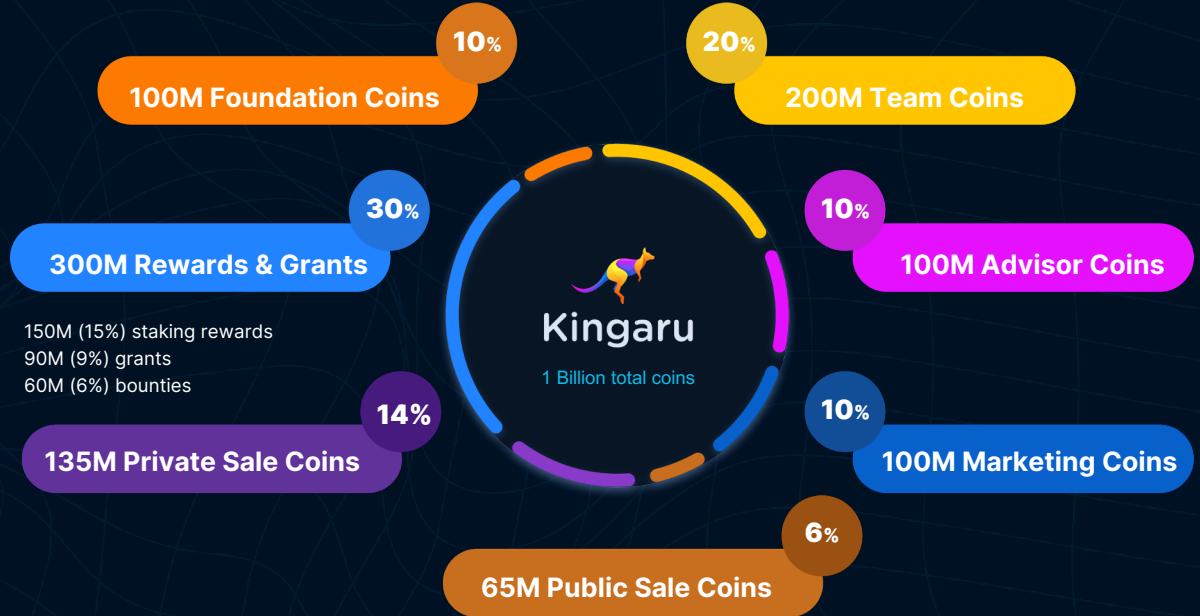 10%
100M Foundation Coins
20%
200M Team Coins
30%
300M Rewards & Grants
150M (15%) staking rewards
90M (9%) grants
60M (6%) bounties
10%
100M Advisor Coins
Kingaru
1 Billion total coins
14%
135M Private Sale Coins
10%
100M Marketing Coins
6%
65M Public Sale Coins